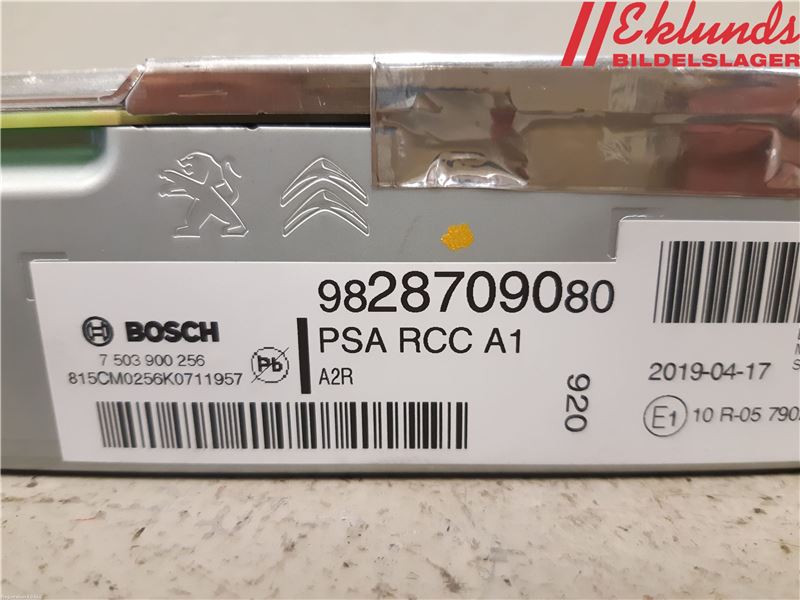 Eklunds
BILDELSLAGER
9828709080
BOSCH
PSA RCC A1
7 503 900 256
Pb
A2R
815CM0256K0711957
920
2019-04-17
E1
10 R-05 790